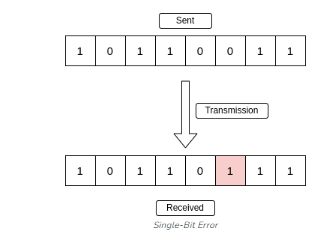 Sent
1 0 1 1 0 0 1 1
Transmission
1 0 1 1 0 1 1 1
Received
Single-Bit Error